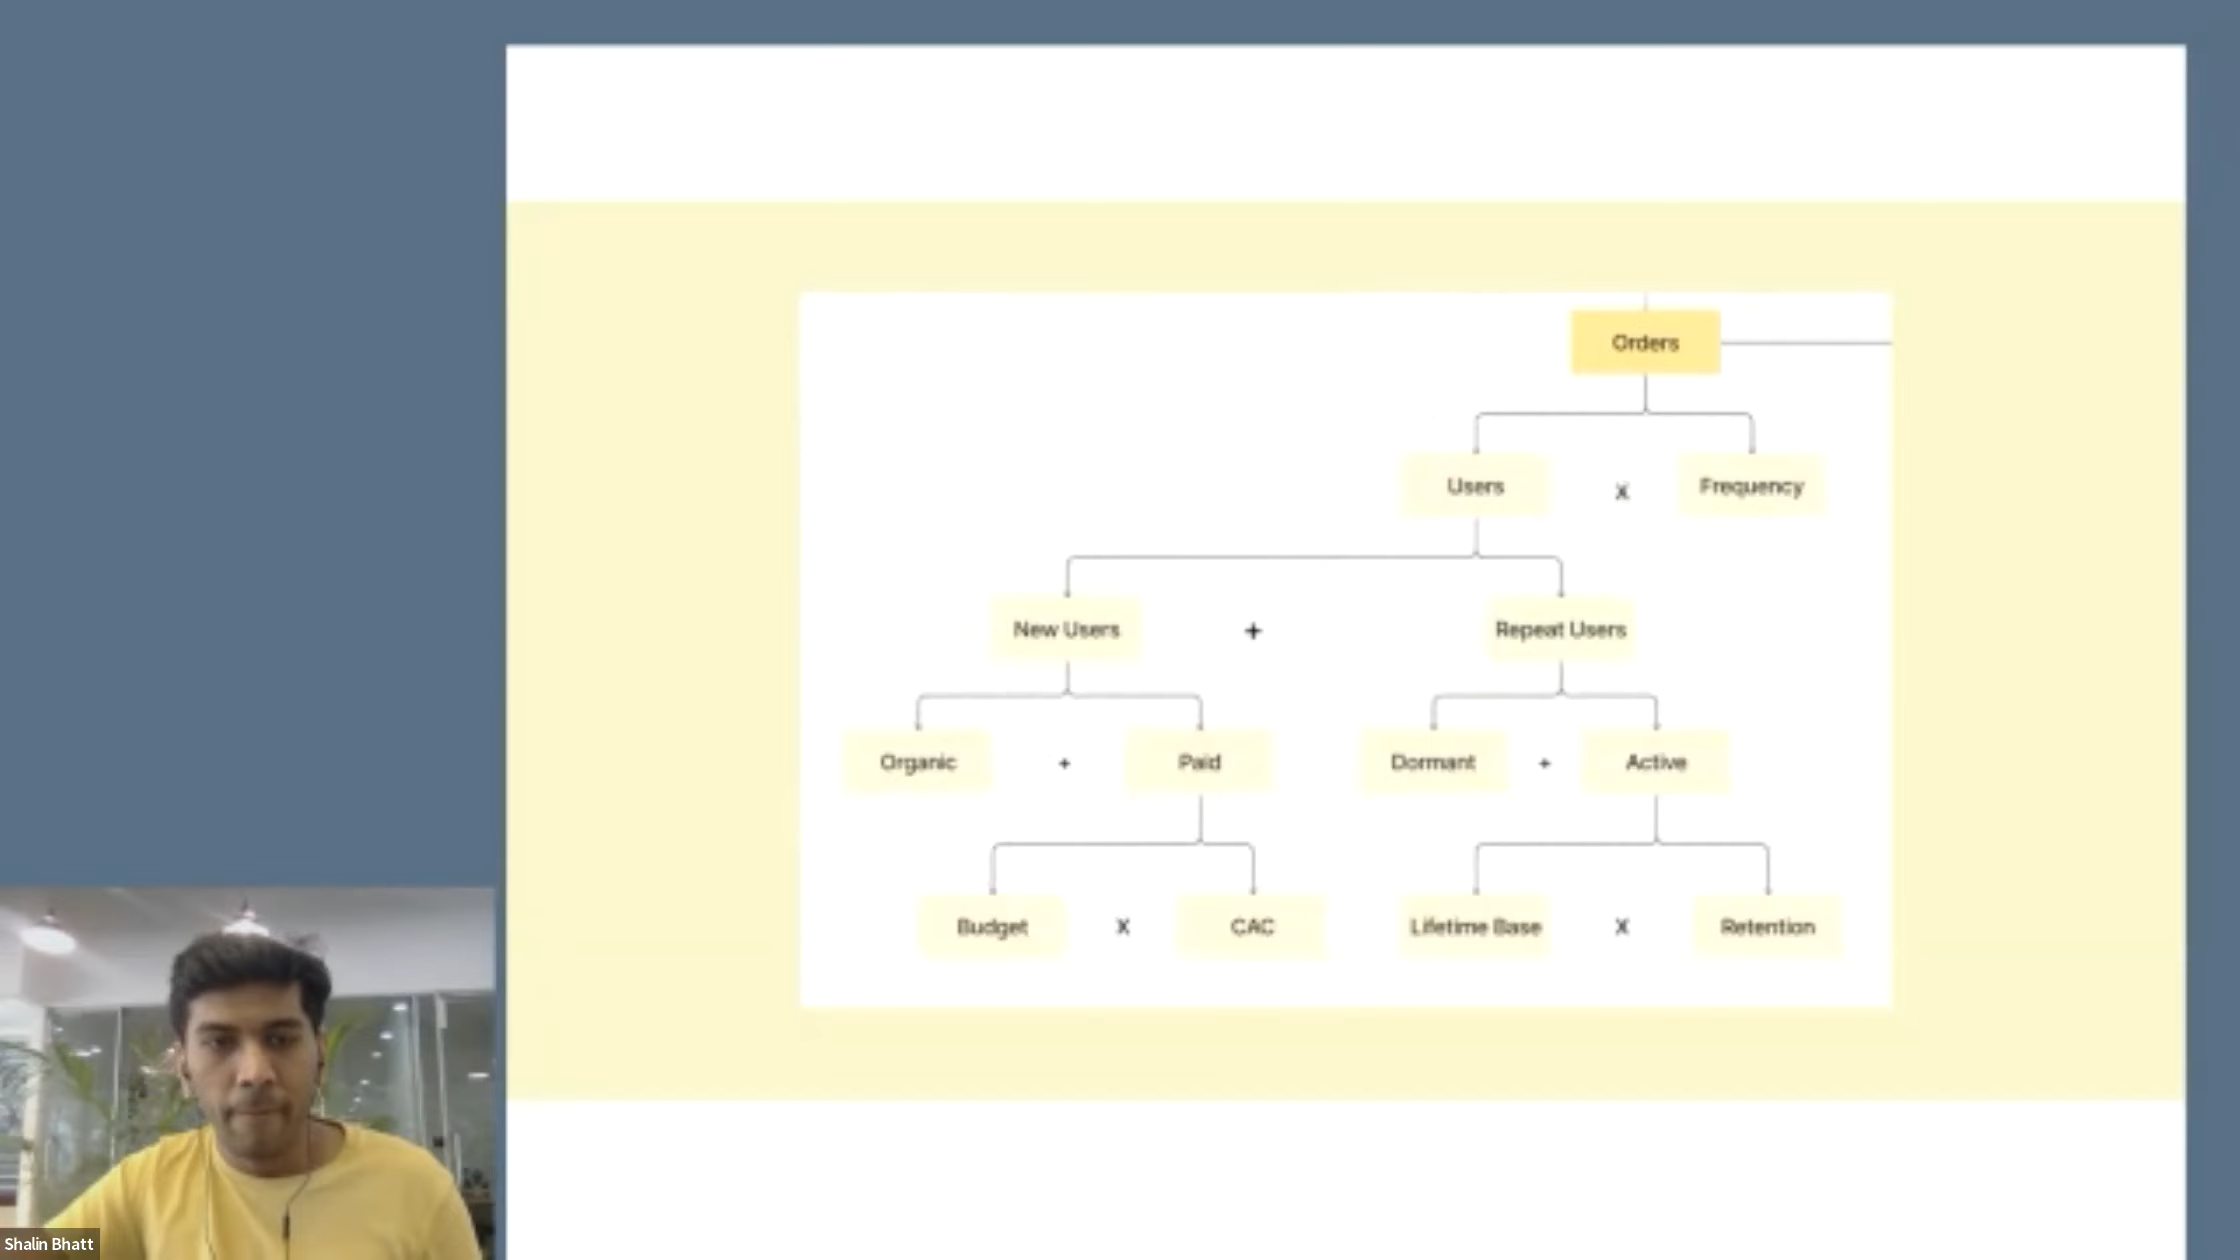 Orders
Users X Frequency
New Users + Repeat Users
Organic + Paid Dormant + Active
Budget X CAC Lifetime Base X Retention
Shalin Bhatt